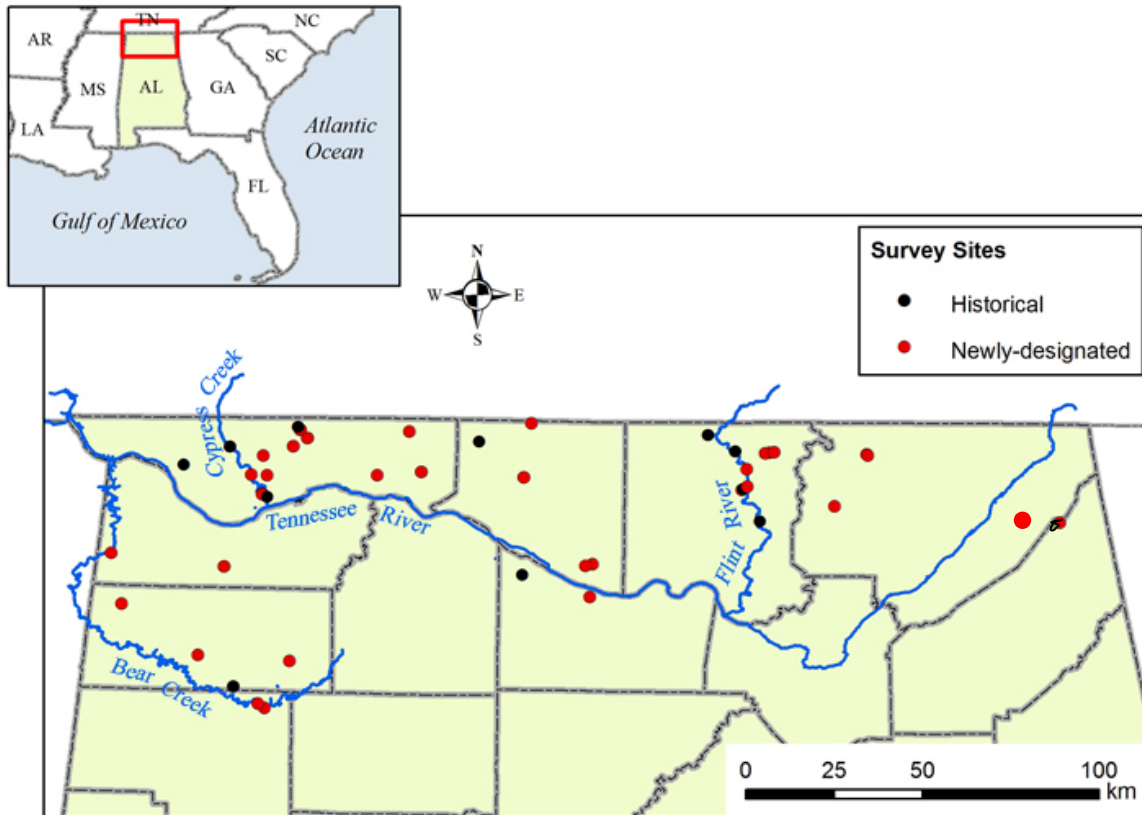 TN
NC
AR
SC
MS
AL
GA
LA
Atlantic
Ocean
FL
Gulf of Mexico
N
W
E
S
Survey Sites
Historical
Newly-designated
Cypress Creek
Tennessee
River
Flint River
Bear Creek
0 25 50 100
km